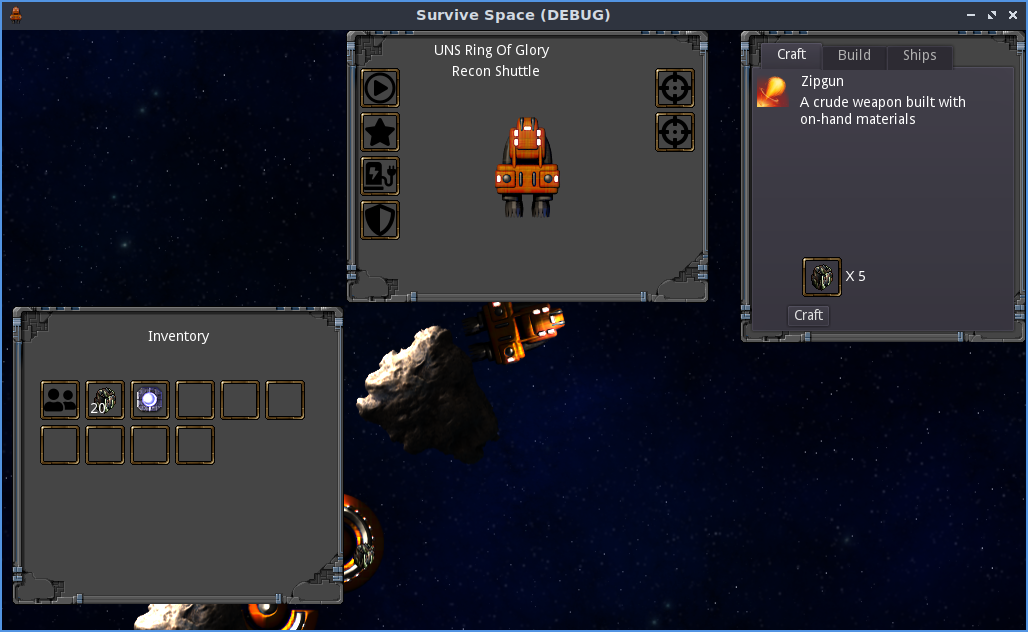 Survive Space (DEBUG)
UNS Ring Of Glory
Recon Shuttle
Craft
Build
Ships
Zipgun
A crude weapon built with
on-hand materials
X 5
Craft
Inventory
20